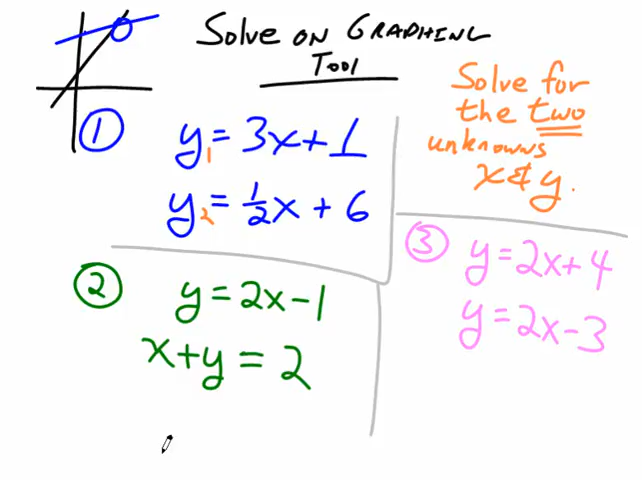 Solve on Graphing
Tool
Solve for
the two
unknowns
x & y.
①
y₁ = 3x + 1
y₂ = ½x + 6
②
y = 2x - 1
x + y = 2
③
y = 2x + 4
y = 2x - 3